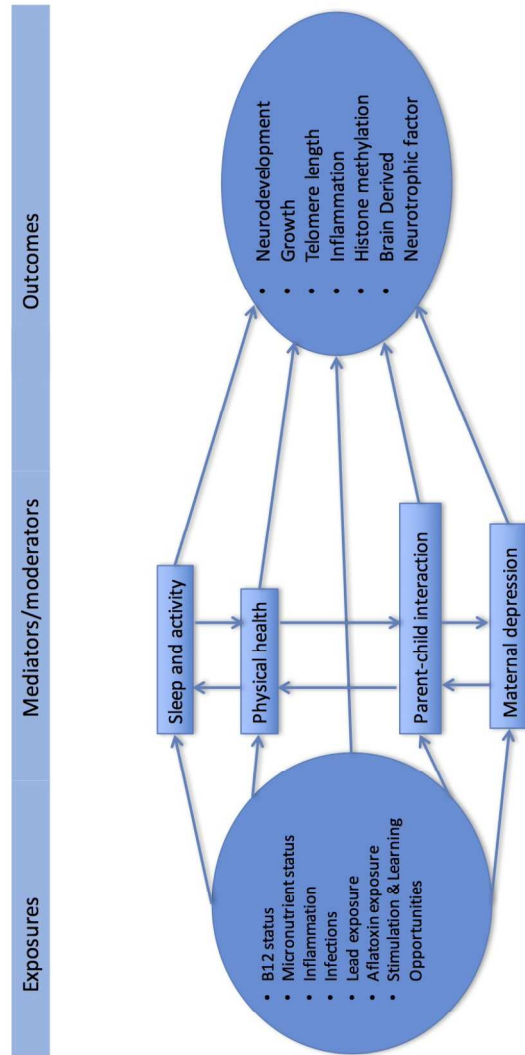 Exposures
Mediators/moderators
Outcomes
• B12 status
• Micronutrient status
• Inflammation
• Infections
• Lead exposure
• Aflatoxin exposure
• Stimulation & Learning
Opportunities
Sleep and activity
Physical health
Parent-child interaction
Maternal depression
• Neurodevelopment
• Growth
• Telomere length
• Inflammation
• Histone methylation
• Brain Derived
Neurotrophic factor